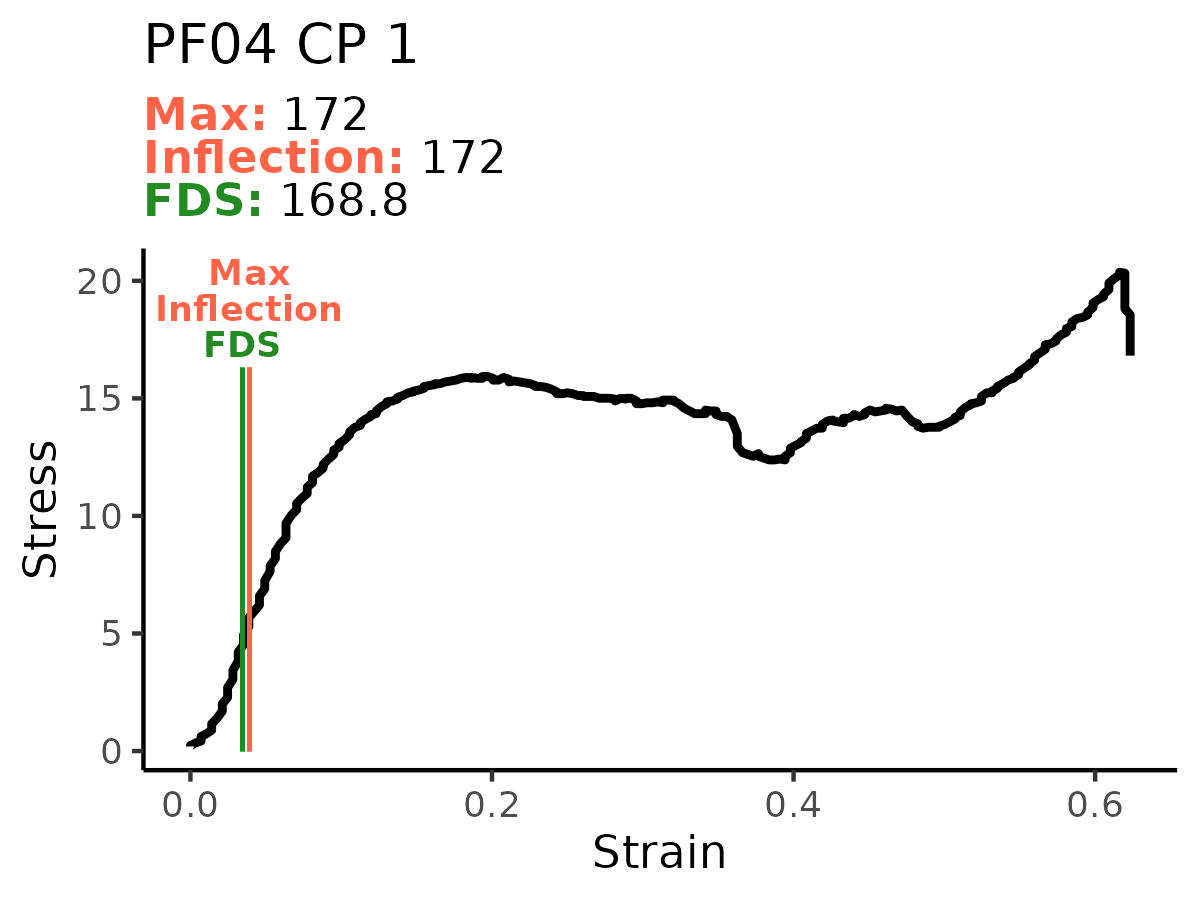 PF04 CP 1
Max: 172
Inflection: 172
FDS: 168.8
Max
Inflection
FDS
20
15
10
5
0
Stress
0.0 0.2 0.4 0.6
Strain